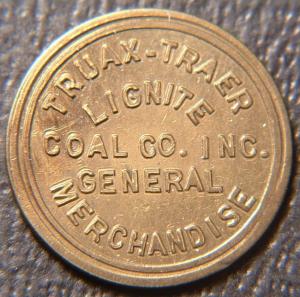 TRUAX-TRAER
LIGNITE
COAL CO. INC.
GENERAL
MERCHANDISE